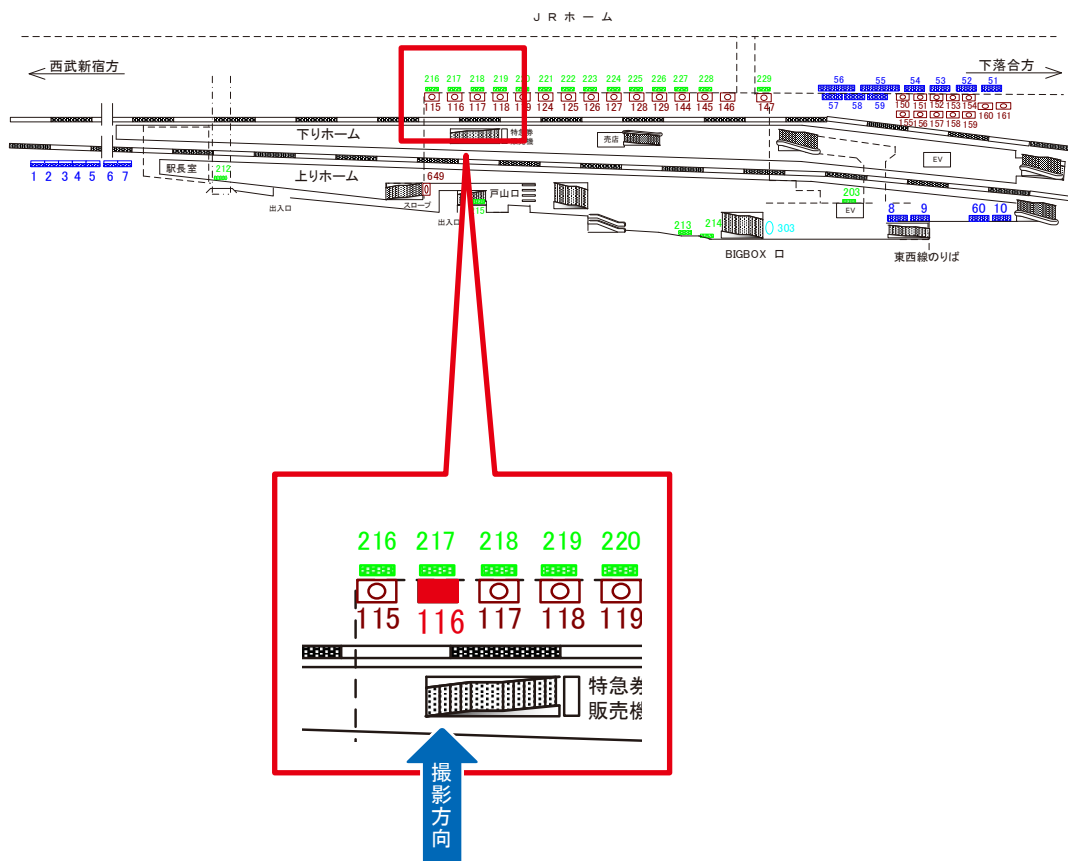 JRホーム
西武新宿方
下落合方
216 217 218 219 220 221 222 223 224 225 226 227 228 229
115 116 117 118 119 124 125 126 127 128 129 144 145 146 147
56 55 54 53 52 51
57 58 59
150 151 152 153 154
160 161
155 156 157 158 159
下りホーム
特急券
販売機
売店
EV
駅長室
212
上りホーム
649
戸山口
スロープ
15
203
EV
1 2 3 4 5 6 7
出入口
出入口
213 214
303
8 9 60 10
BIGBOX 口
東西線のりば
216 217 218 219 220
115 116 117 118 119
特急券
販売機
撮影方向